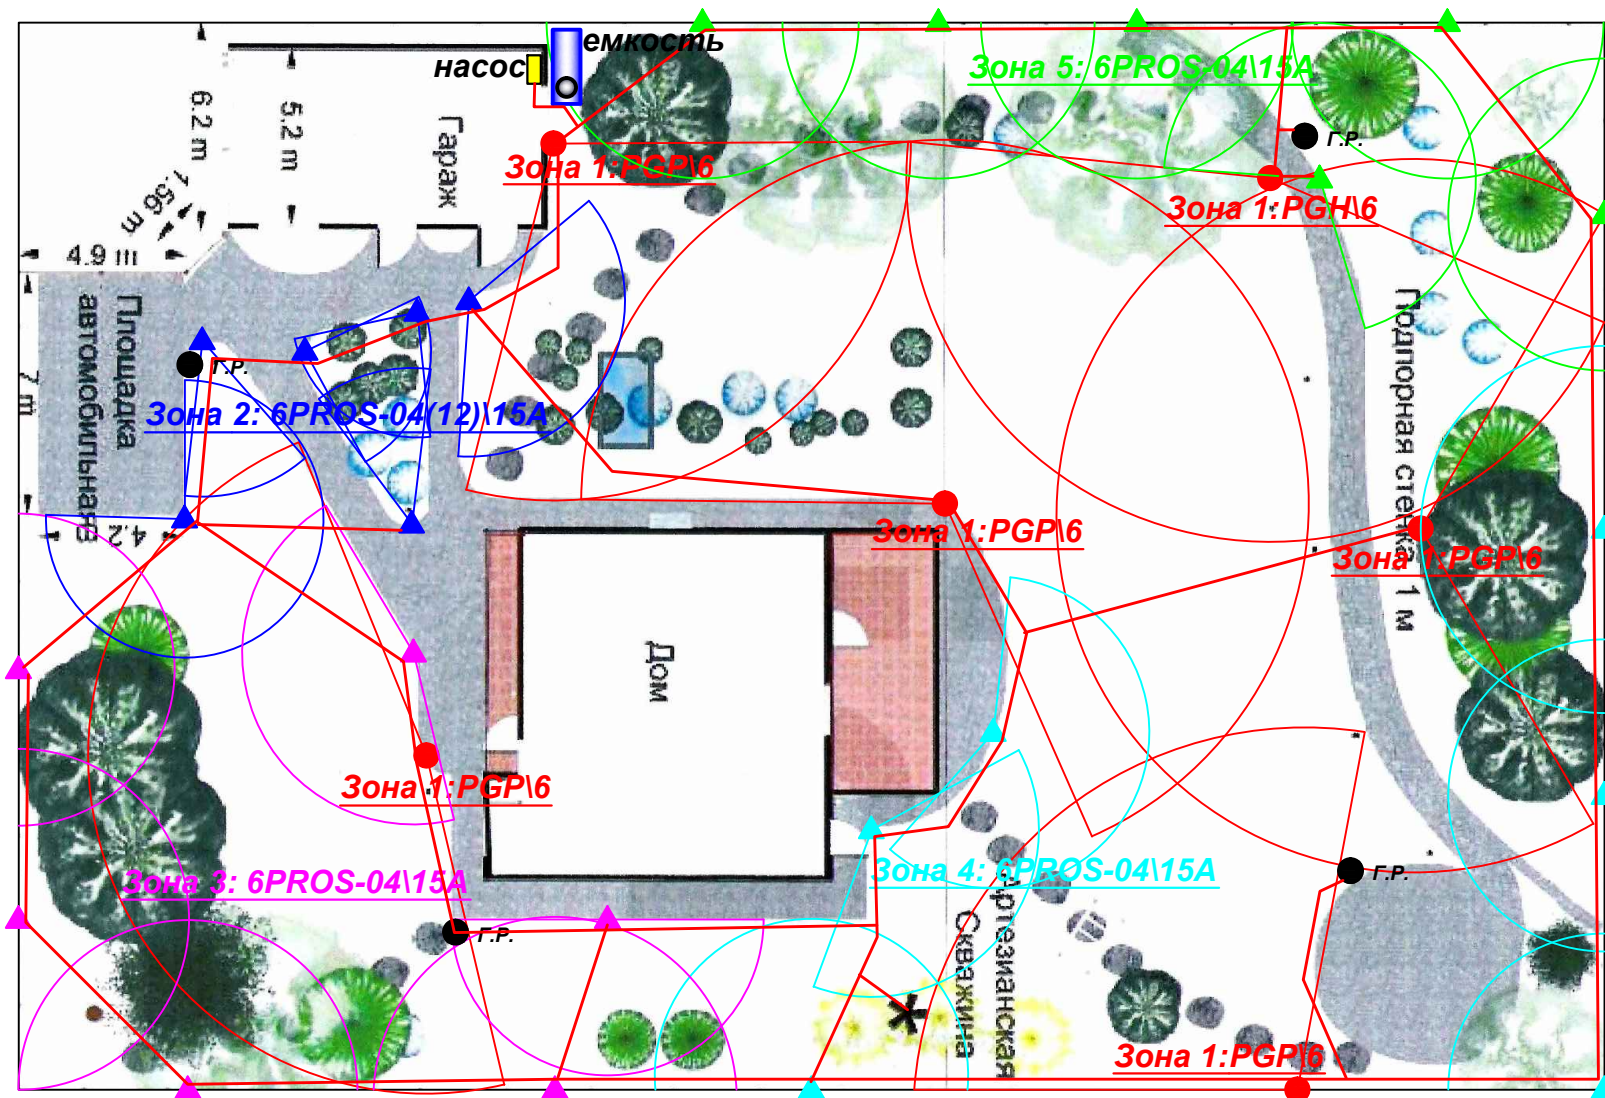 емкость
насос
6.2 m
5.2 m
1.56 m
Гараж
Зона 1:PGP\6
Зона 5: 6PROS-04\15A
Г.Р.
Зона 1:PGH\6
4.9 m
Площадка
автомобильная
7 m
4.2
Г.Р.
Зона 2: 6PROS-04(12)\15A
Подпорная стенка 1 м
Зона 1:PGP\6
Зона 1:PGP\6
Дом
Зона 1:PGP\6
Зона 3: 6PROS-04\15A
Г.Р.
Зона 4: 6PROS-04\15A
Г.Р.
Артезианская
Скважина
Зона 1:PGP\6